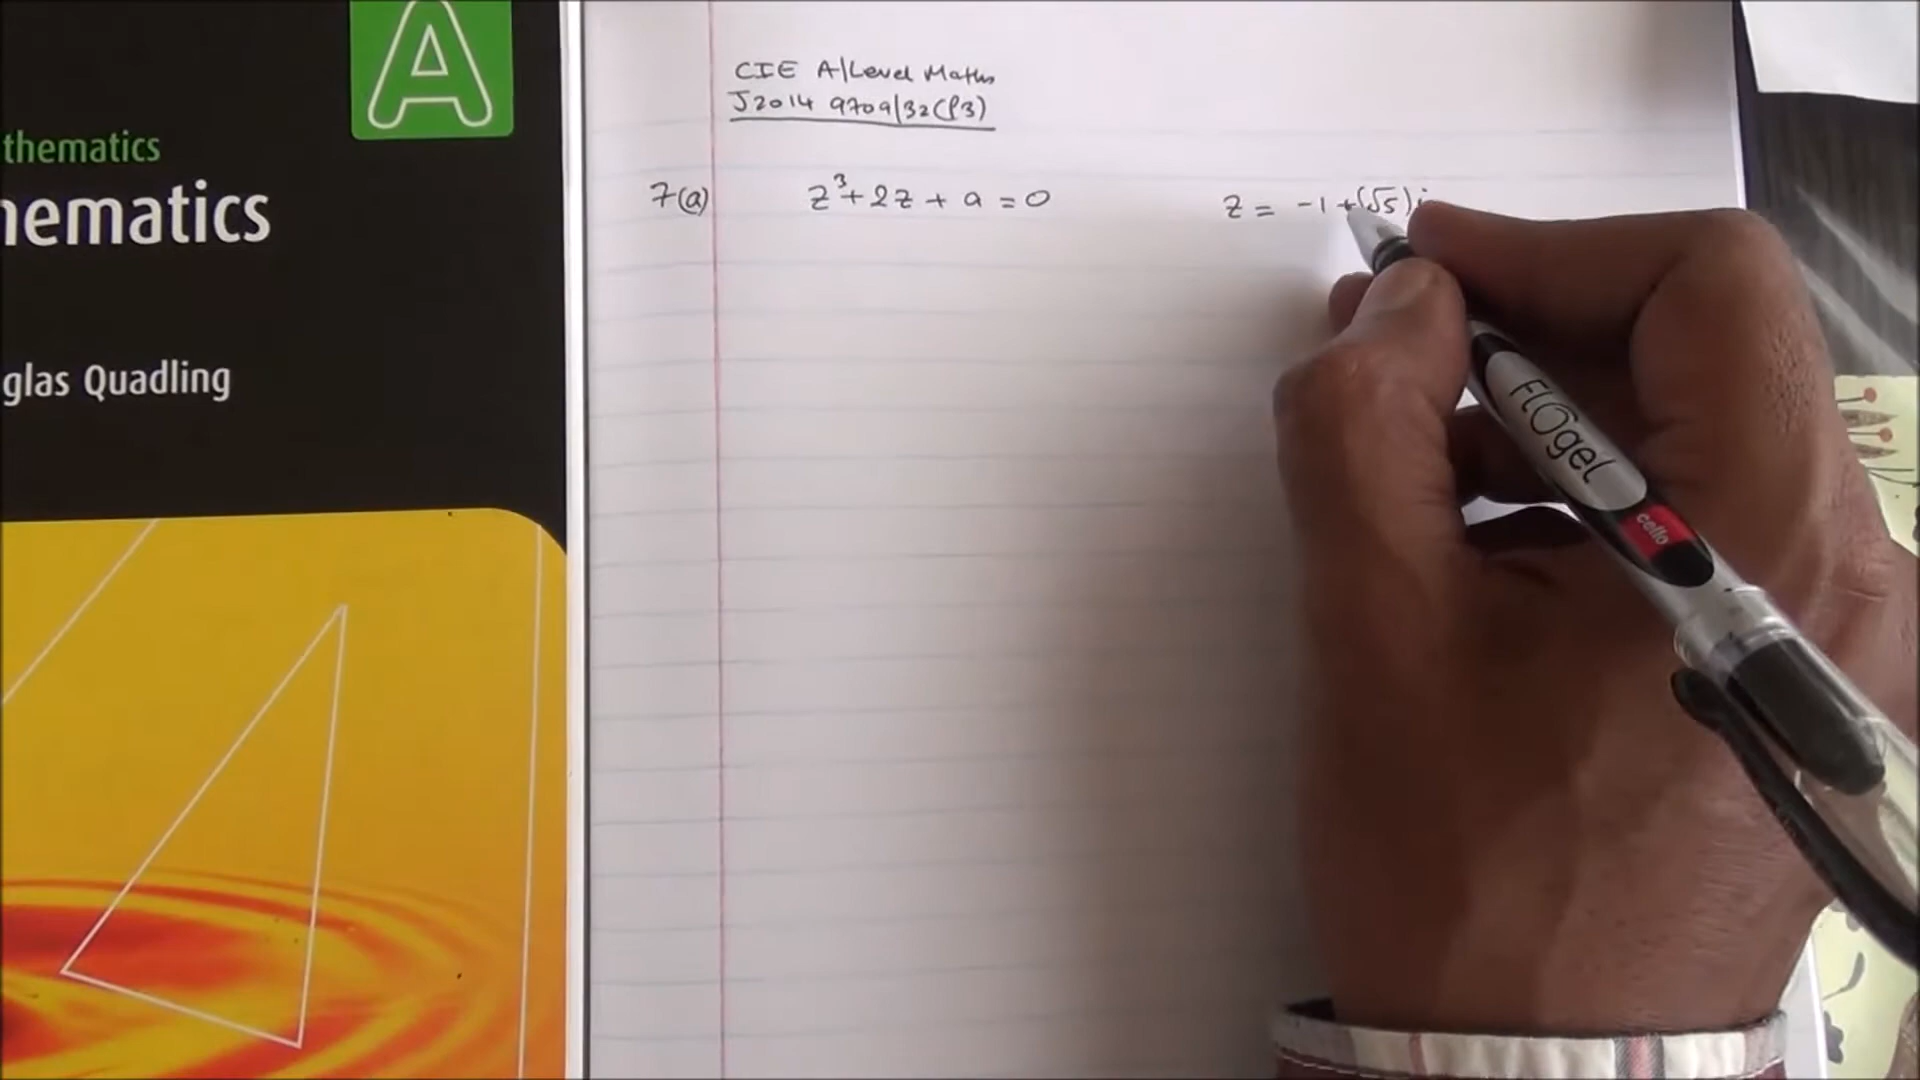 A
thematics
hematics
glas Quadling
CIE A/Level Maths
J2014 9709/32(P3)
7(a) z³+2z + a = 0 z = -1+(√5)i
FLOgel
cello